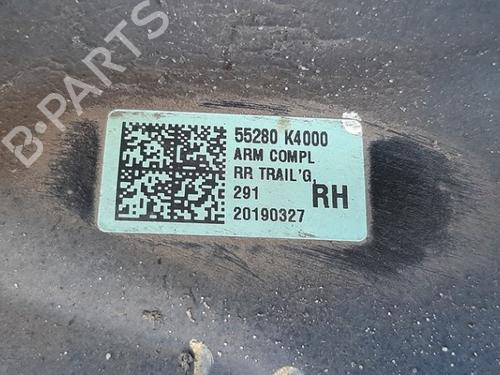 B-PARTS
55280 K4000
ARM COMPL
RR TRAIL'G,
291 RH
20190327